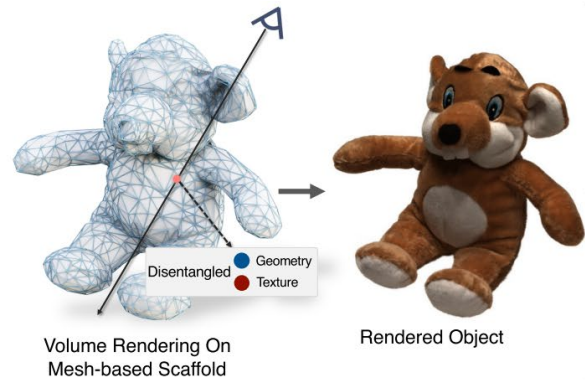 Disentangled
Geometry
Texture
Volume Rendering On
Mesh-based Scaffold
Rendered Object